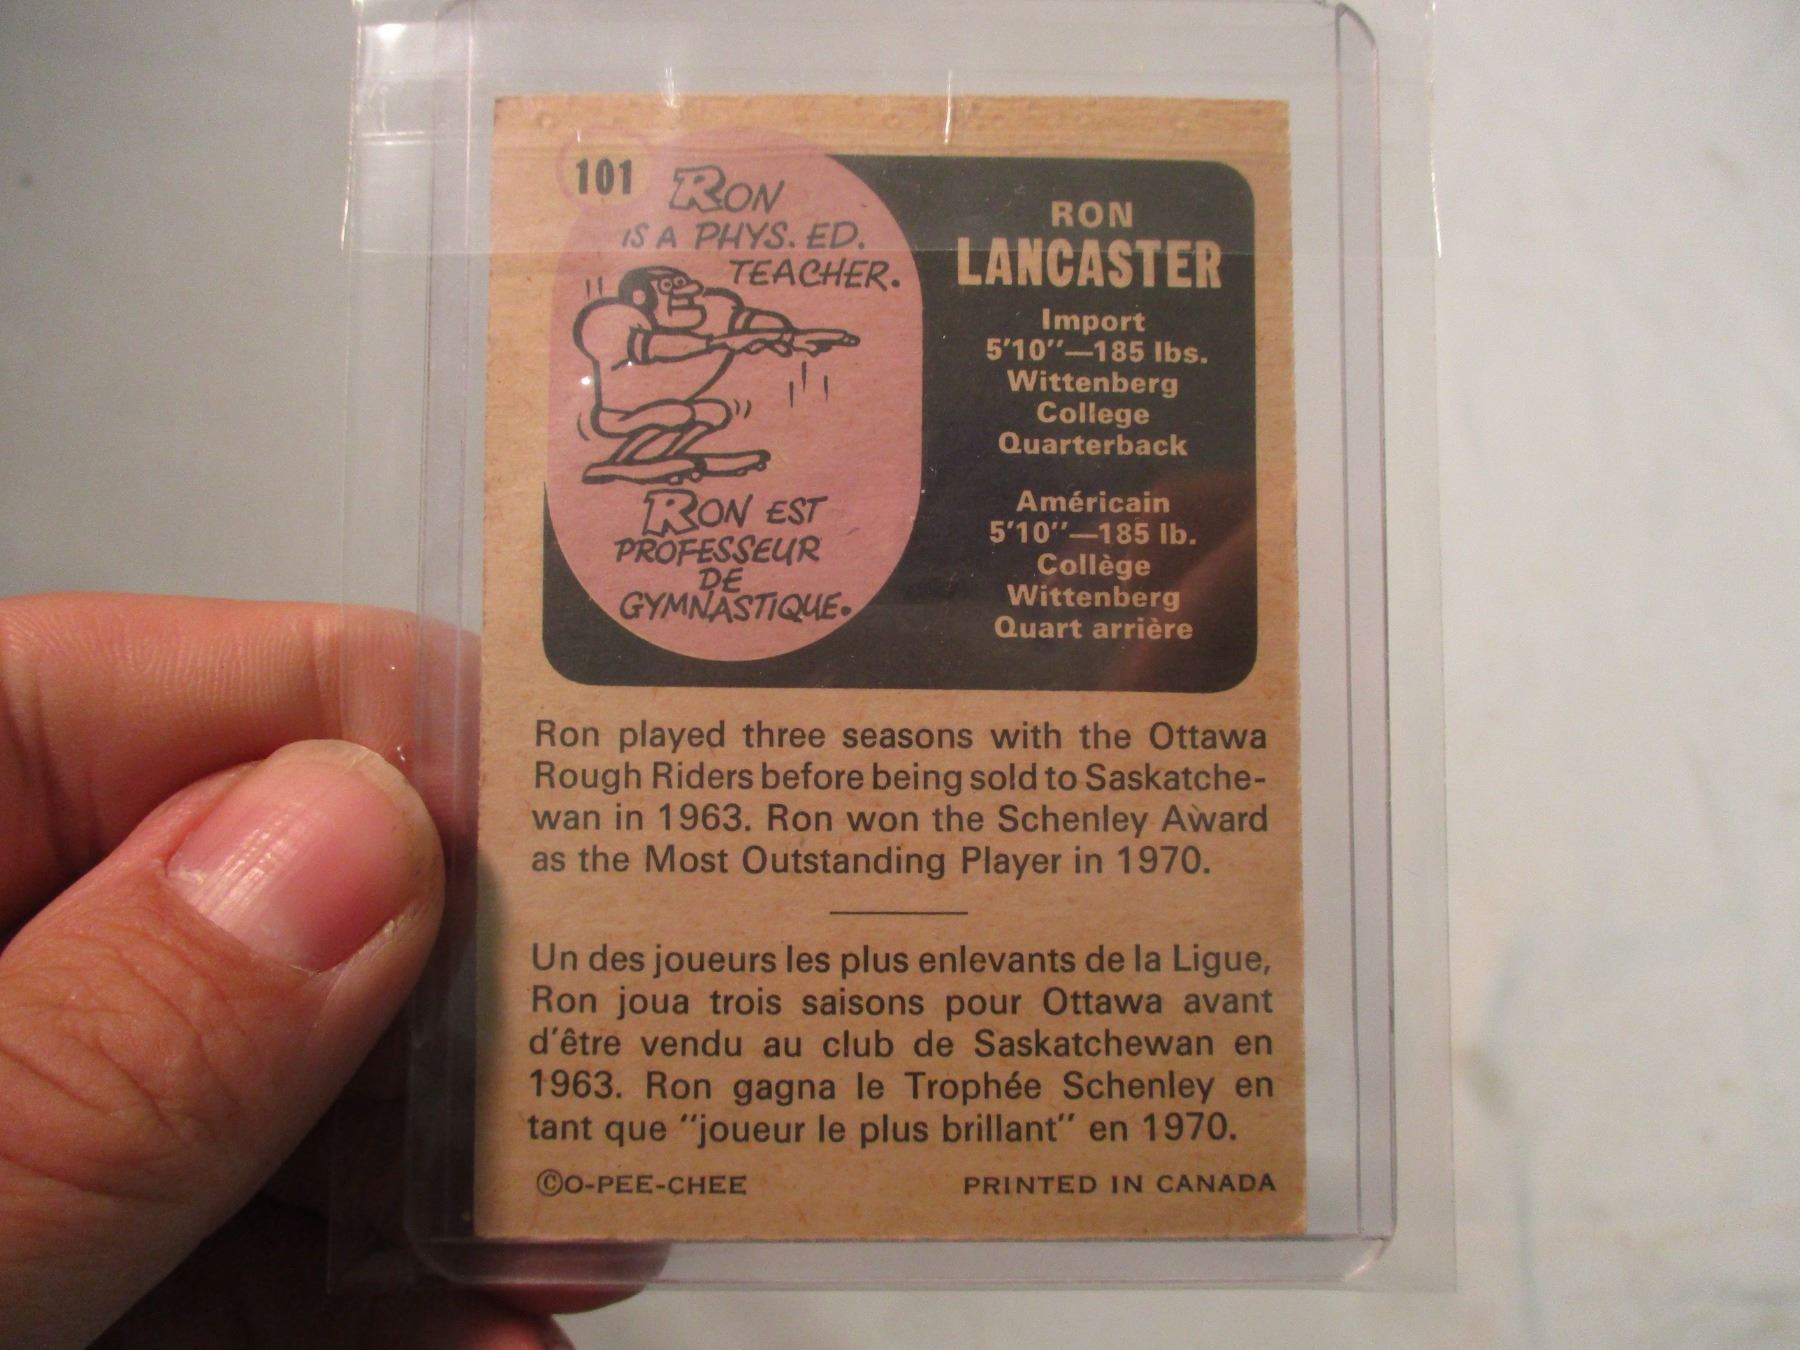 101
RON
IS A PHYS. ED.
TEACHER.
RON EST
PROFESSEUR
DE
GYMNASTIQUE.
RON
LANCASTER
Import
5'10''—185 lbs.
Wittenberg
College
Quarterback
Américain
5'10''—185 lb.
Collège
Wittenberg
Quart arrière
Ron played three seasons with the Ottawa
Rough Riders before being sold to Saskatche-
wan in 1963. Ron won the Schenley Award
as the Most Outstanding Player in 1970.
Un des joueurs les plus enlevants de la Ligue,
Ron joua trois saisons pour Ottawa avant
d'être vendu au club de Saskatchewan en
1963. Ron gagna le Trophée Schenley en
tant que "joueur le plus brillant" en 1970.
©O-PEE-CHEE PRINTED IN CANADA